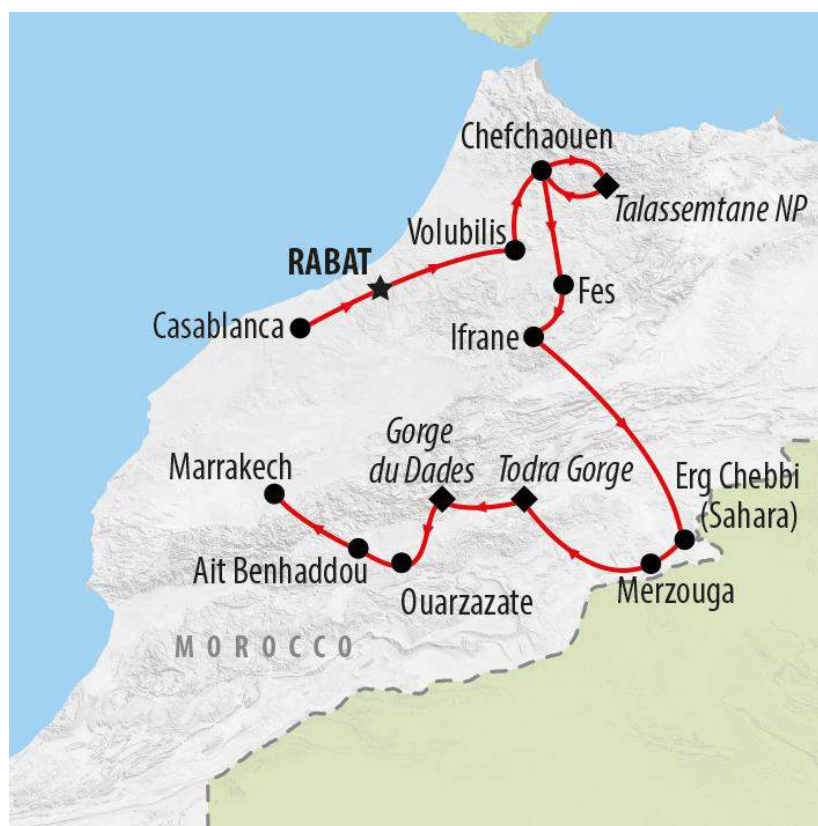 Chefchaouen
Talassemtane NP
Volubilis
RABAT
Fes
Casablanca
Ifrane
Gorge
du Dades
Todra Gorge
Marrakech
Erg Chebbi
(Sahara)
Ait Benhaddou
Ouarzazate
Merzouga
MOROCCO